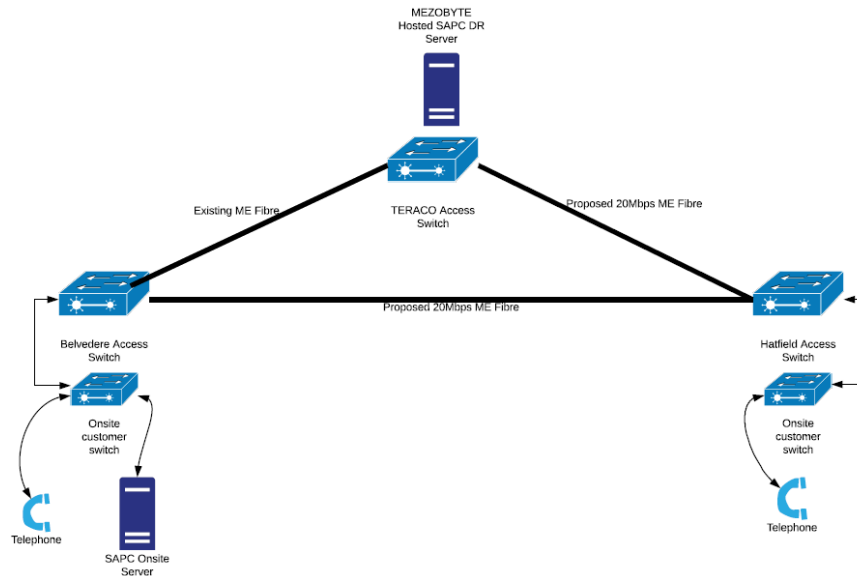 MEZOBYTE
Hosted SAPC DR
Server
Existing ME Fibre
TERACO Access
Switch
Proposed 20Mbps ME Fibre
Proposed 20Mbps ME Fibre
Belvedere Access
Switch
Hatfield Access
Switch
Onsite
customer
switch
Onsite
customer
switch
Telephone
SAPC Onsite
Server
Telephone